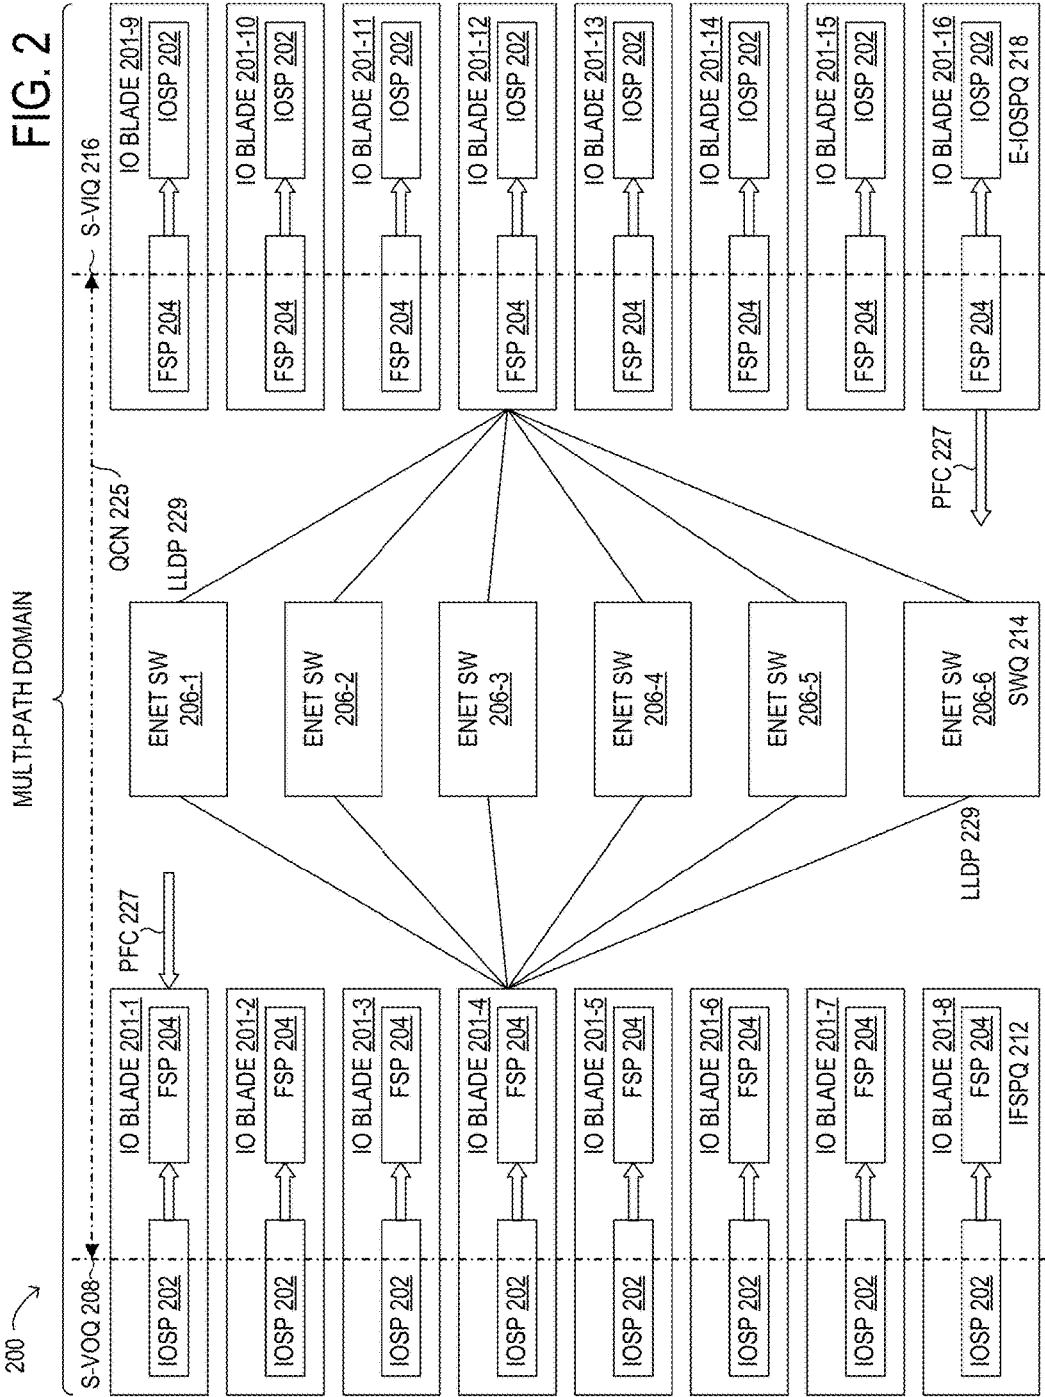 FIG. 2
200
MULTI-PATH DOMAIN
S-VOQ 208
S-VIQ 216
QCN 225
IO BLADE 201-1
IOSP 202
FSP 204
IO BLADE 201-2
IOSP 202
FSP 204
IO BLADE 201-3
IOSP 202
FSP 204
IO BLADE 201-4
IOSP 202
FSP 204
IO BLADE 201-5
IOSP 202
FSP 204
IO BLADE 201-6
IOSP 202
FSP 204
IO BLADE 201-7
IOSP 202
FSP 204
IO BLADE 201-8
IOSP 202
FSP 204
IFSPQ 212
PFC 227
LLDP 229
ENET SW
206-1
ENET SW
206-2
ENET SW
206-3
ENET SW
206-4
ENET SW
206-5
ENET SW
206-6
SWQ 214
LLDP 229
PFC 227
IO BLADE 201-9
FSP 204
IOSP 202
IO BLADE 201-10
FSP 204
IOSP 202
IO BLADE 201-11
FSP 204
IOSP 202
IO BLADE 201-12
FSP 204
IOSP 202
IO BLADE 201-13
FSP 204
IOSP 202
IO BLADE 201-14
FSP 204
IOSP 202
IO BLADE 201-15
FSP 204
IOSP 202
IO BLADE 201-16
FSP 204
IOSP 202
E-IOSPQ 218